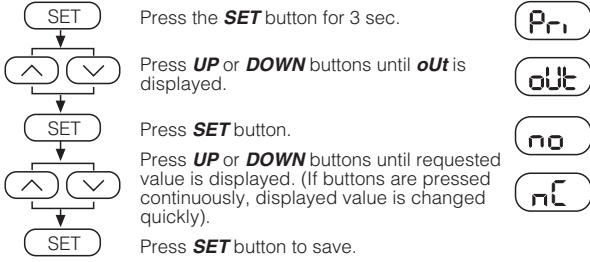 SET
Press the SET button for 3 sec.
Pri
Press UP or DOWN buttons until oUt is
displayed.
oUt
SET
Press SET button.
no
Press UP or DOWN buttons until requested
value is displayed. (If buttons are pressed
continuously, displayed value is changed
quickly).
nC
SET
Press SET button to save.